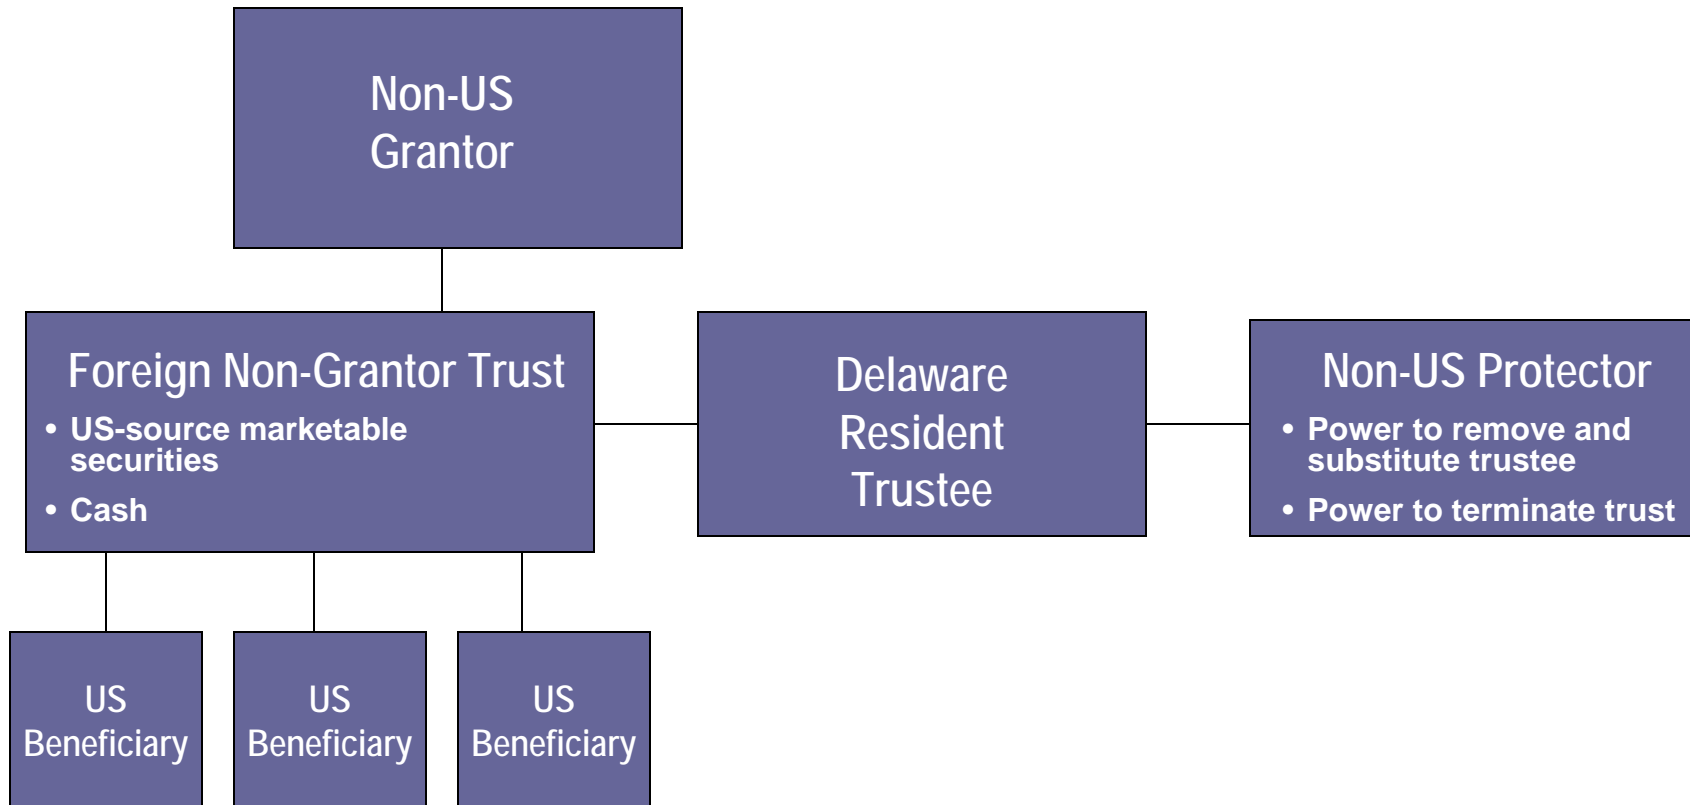 Non-US
Grantor
Foreign Non-Grantor Trust
• US-source marketable
securities
• Cash
Delaware
Resident
Trustee
Non-US Protector
• Power to remove and
substitute trustee
• Power to terminate trust
US
Beneficiary
US
Beneficiary
US
Beneficiary